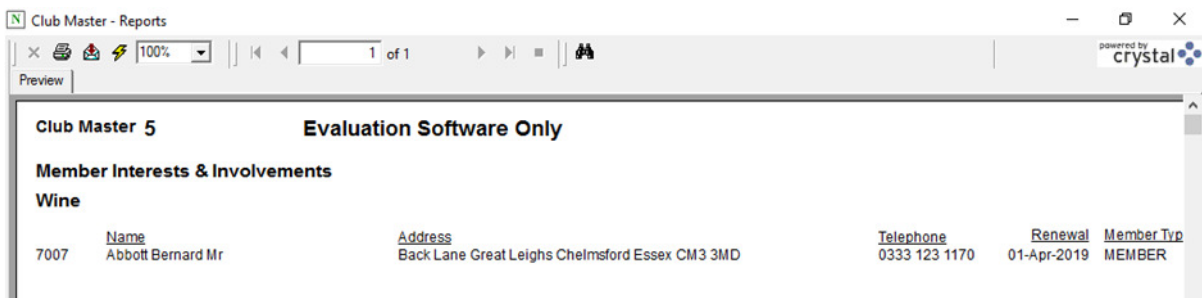 N Club Master - Reports
100% 1 of 1 powered by crystal
Preview
Club Master 5 Evaluation Software Only
Member Interests & Involvements
Wine
Name Address Telephone Renewal Member Typ
7007 Abbott Bernard Mr Back Lane Great Leighs Chelmsford Essex CM3 3MD 0333 123 1170 01-Apr-2019 MEMBER